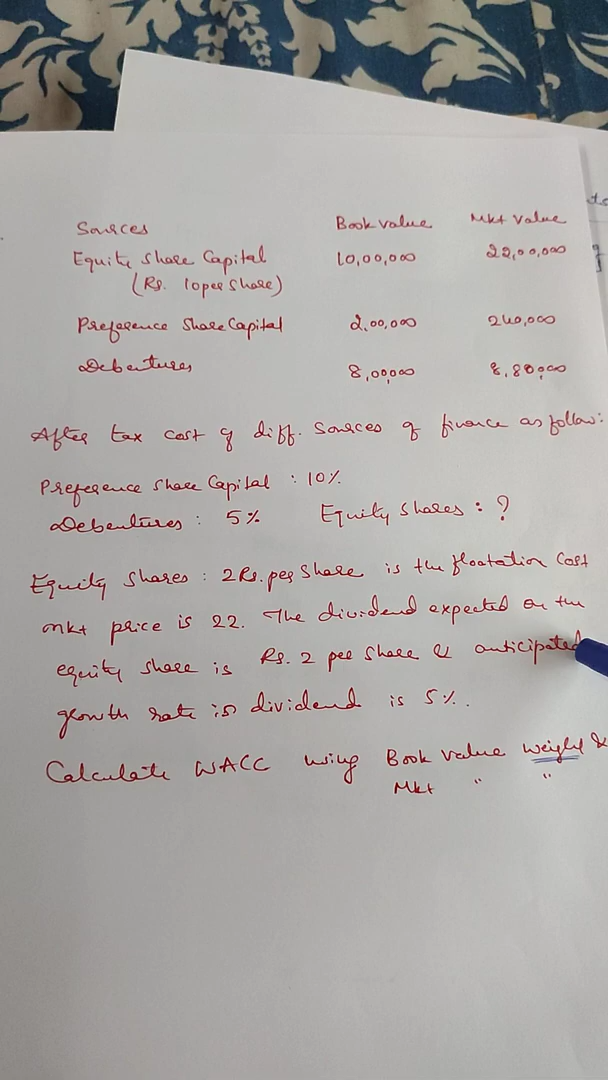 Sources Book value Mkt value
Equity Share Capital 10,00,000 22,00,000
(Rs. 10 per share)
Preference Share Capital 2,00,000 240,000
Debentures 8,00,000 8,80,000
After tax cost of diff. sources of finance as follow:
Preference Share Capital : 10%
Debentures : 5% Equity Shares : ?
Equity Shares : 2 Rs. per Share is the floatation cost
mkt price is 22. The dividend expected on the
equity share is Rs. 2 per share & anticipated
growth rate in dividend is 5%.
Calculate WACC using Book value &
Mkt " "